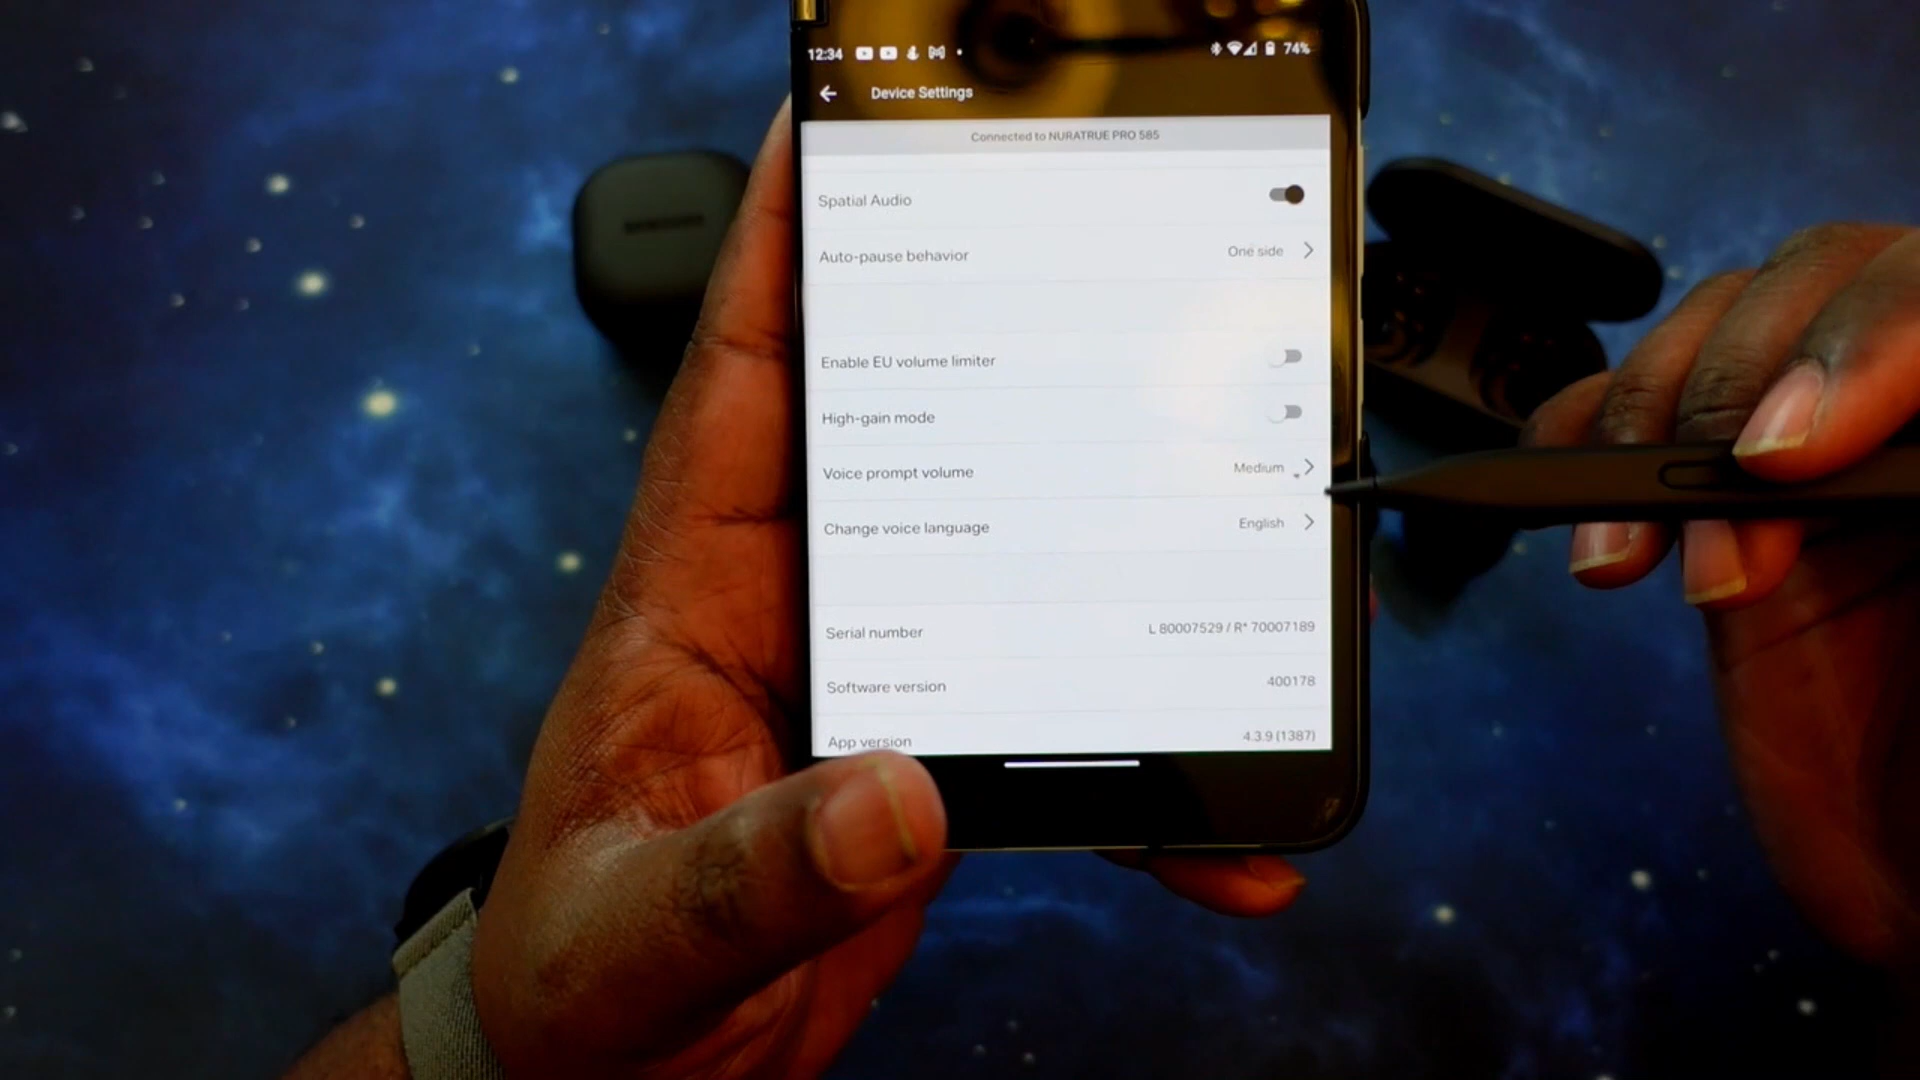 12:34 74%
Device Settings
Connected to NURATRUE PRO 585
Spatial Audio
Auto-pause behavior One side
Enable EU volume limiter
High-gain mode
Voice prompt volume Medium
Change voice language English
Serial number L 80007529 / R* 70007189
Software version 400178
App version 4.3.9 (1387)